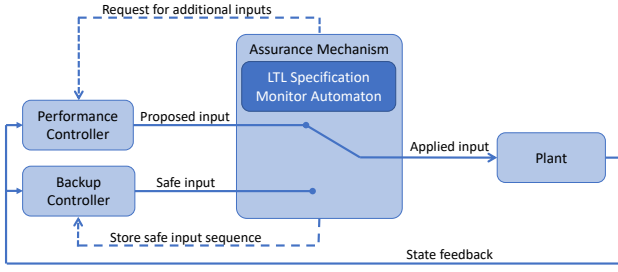 Request for additional inputs
Assurance Mechanism
LTL Specification
Monitor Automaton
Performance
Controller
Proposed input
Applied input
Plant
Backup
Controller
Safe input
Store safe input sequence
State feedback